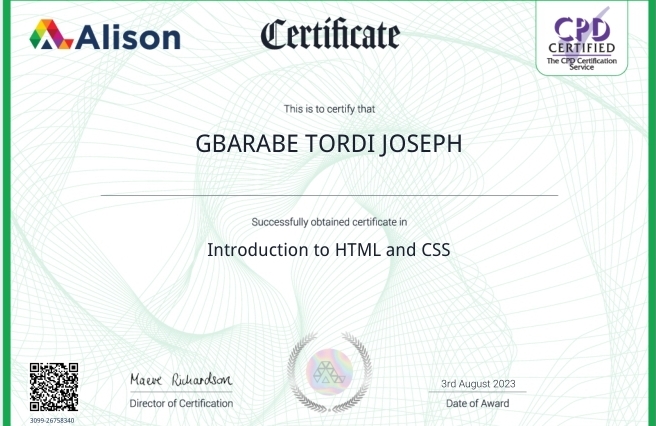 Alison
Certificate
CPD
CERTIFIED
The CPD Certification
Service
This is to certify that
GBARABE TORDI JOSEPH
Successfully obtained certificate in
Introduction to HTML and CSS
Maeve Richardson
Director of Certification
3rd August 2023
Date of Award
3099-26758340